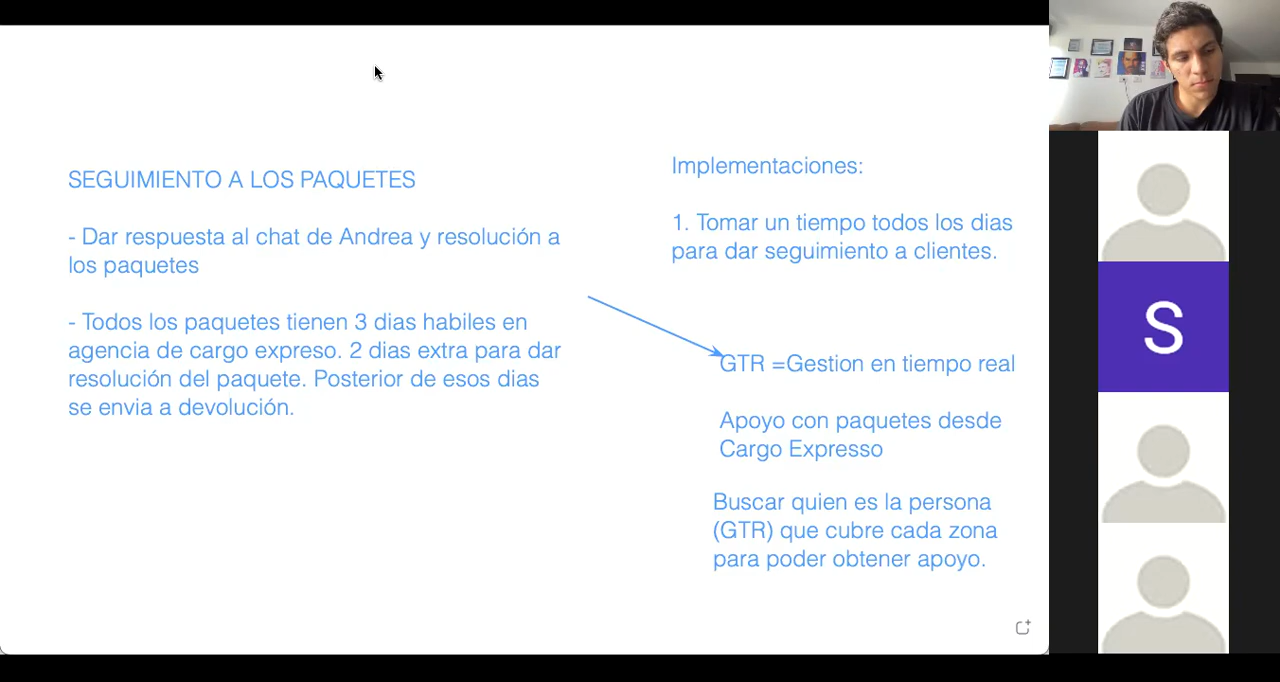 SEGUIMIENTO A LOS PAQUETES
- Dar respuesta al chat de Andrea y resolución a
los paquetes
- Todos los paquetes tienen 3 dias habiles en
agencia de cargo expreso. 2 dias extra para dar
resolución del paquete. Posterior de esos dias
se envia a devolución.
Implementaciones:
1. Tomar un tiempo todos los dias
para dar seguimiento a clientes.
GTR =Gestion en tiempo real
Apoyo con paquetes desde
Cargo Expresso
Buscar quien es la persona
(GTR) que cubre cada zona
para poder obtener apoyo.
S